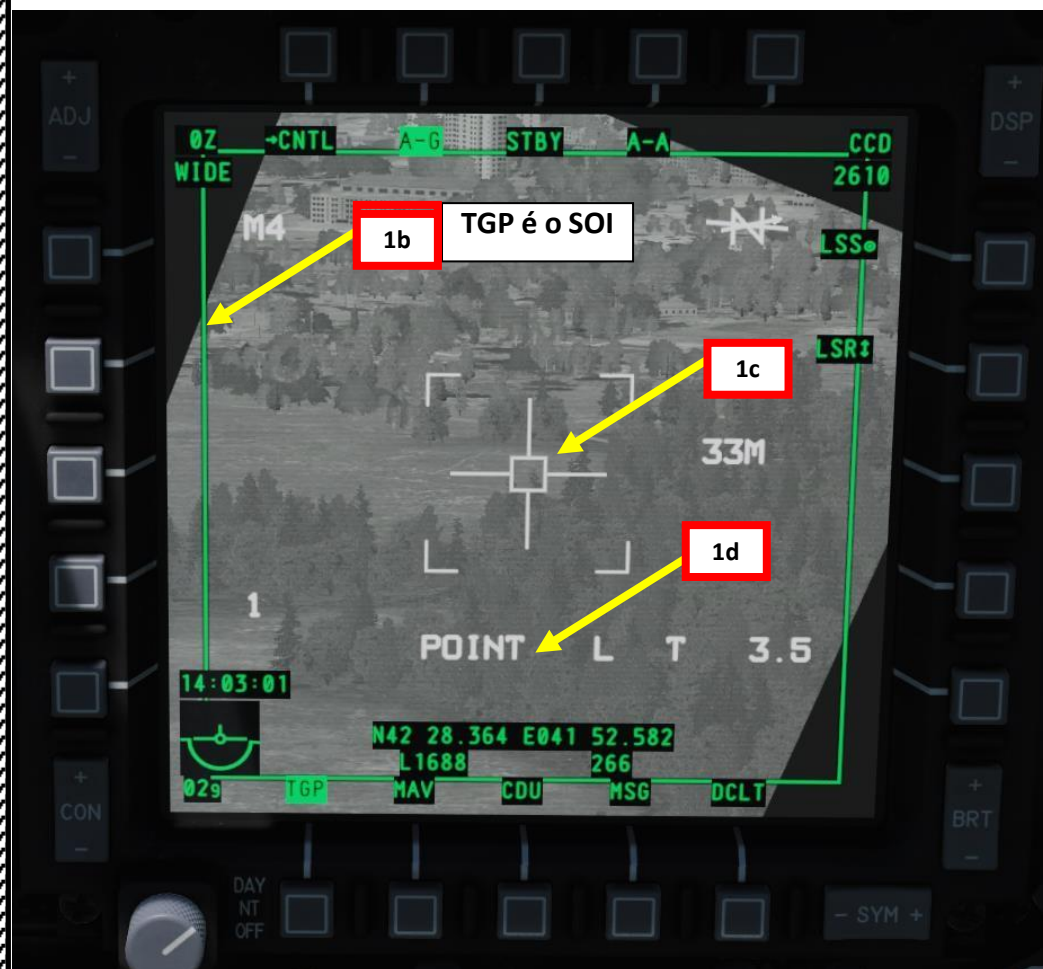 +
ADJ
-
+
DSP
-
0Z →CNTL A-G STBY A-A CCD
WIDE 2610
M4
1b
TGP é o SOI
N
LSS
LSR↕
1c
33M
1d
1
POINT L T 3.5
14:03:01
N42 28.364 E041 52.582
L1688 266
02g TGP MAV CDU MSG DCLT
+
CON
-
+
BRT
-
DAY
NT
OFF
- SYM +